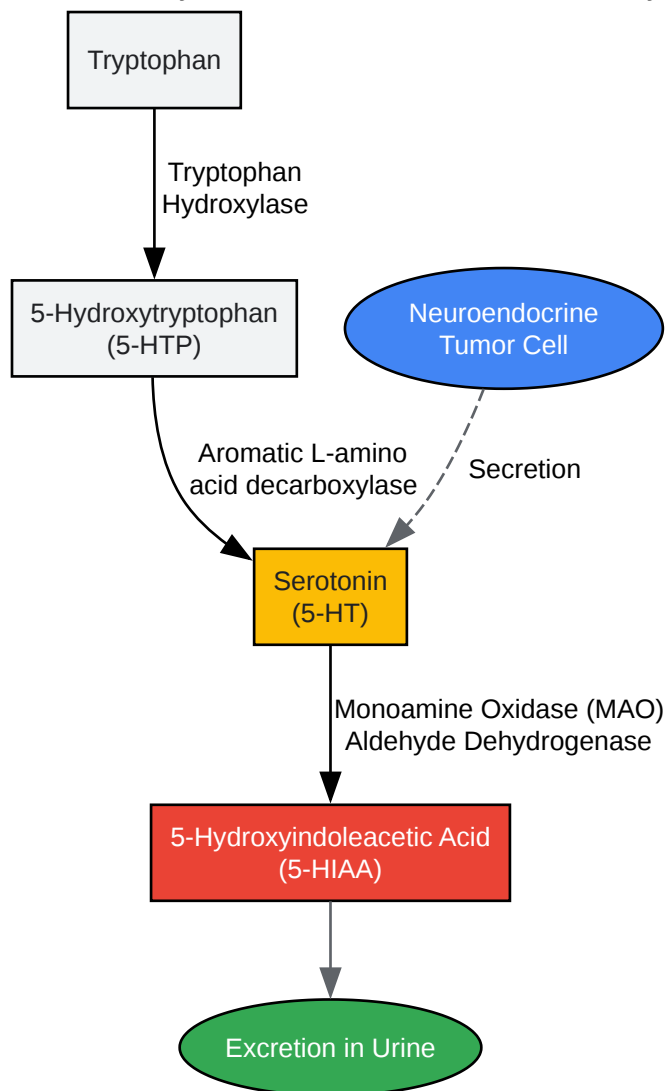 Tryptophan
Tryptophan
Hydroxylase
5-Hydroxytryptophan
(5-HTP)
Neuroendocrine
Tumor Cell
Aromatic L-amino
acid decarboxylase
Secretion
Serotonin
(5-HT)
Monoamine Oxidase (MAO)
Aldehyde Dehydrogenase
5-Hydroxyindoleacetic Acid
(5-HIAA)
Excretion in Urine